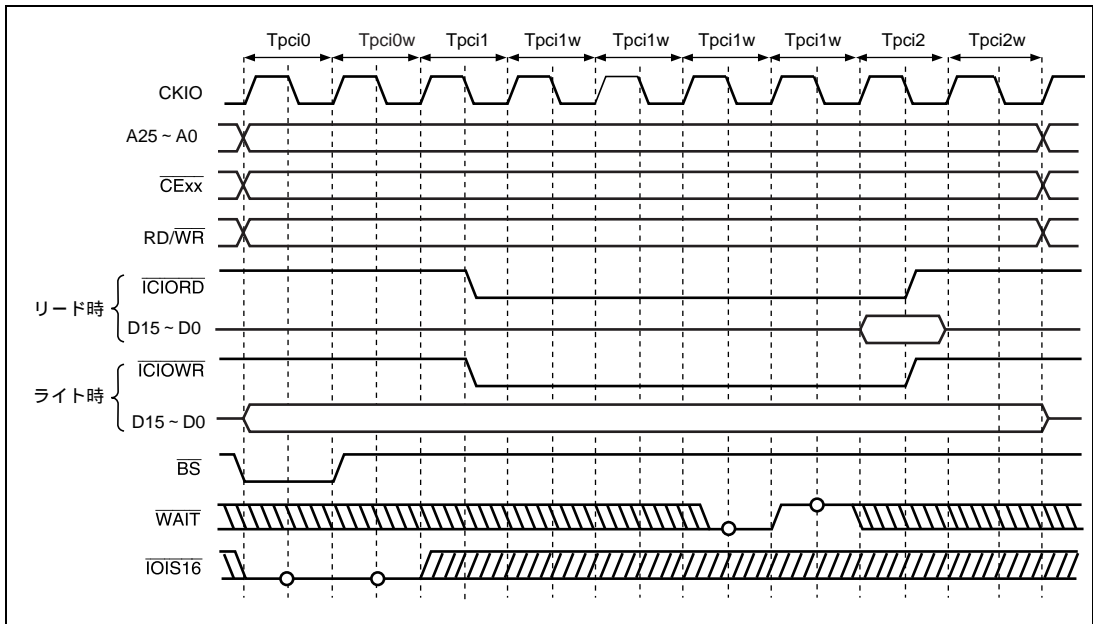 Tpci0 Tpci0w Tpci1 Tpci1w Tpci1w Tpci1w Tpci1w Tpci2 Tpci2w
CKIO
A25 ~ A0
CExx
RD/WR
リード時
ICIORD
D15 ~ D0
ライト時
ICIOWR
D15 ~ D0
BS
WAIT
IOIS16